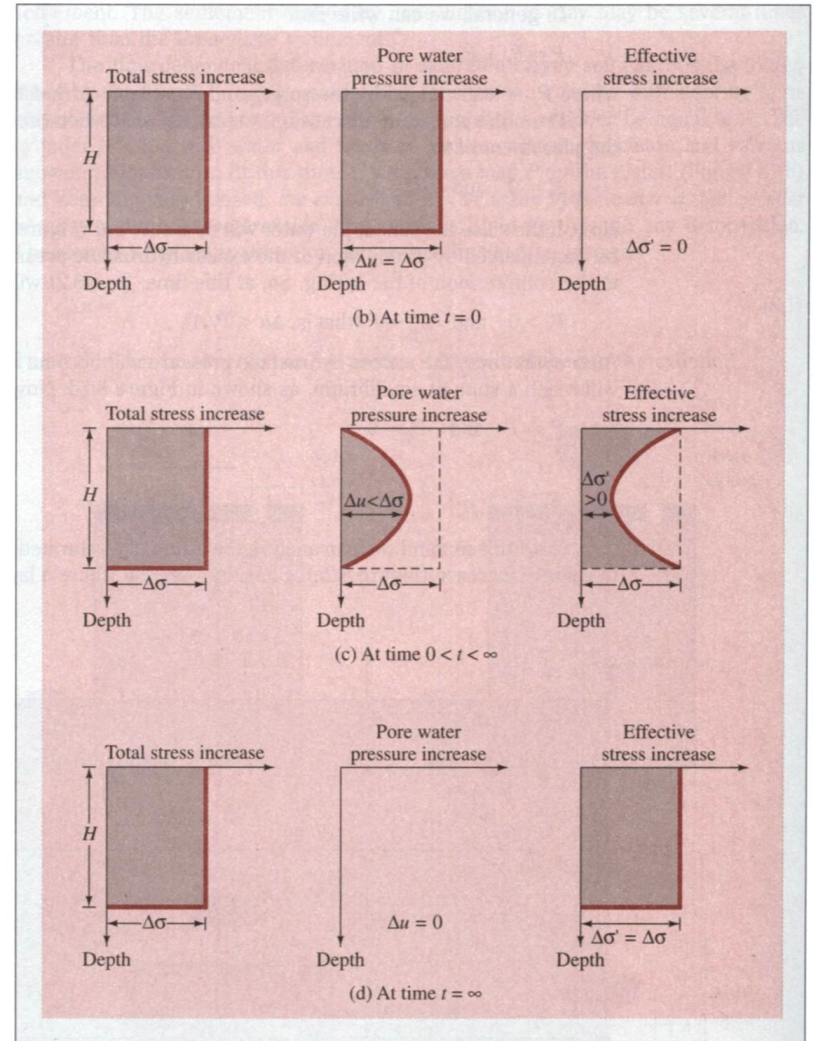 Pore water Effective
Total stress increase pressure increase stress increase
H
Δσ
Δu = Δσ
Δσ' = 0
Depth Depth Depth
(b) At time t = 0
Pore water Effective
Total stress increase pressure increase stress increase
H
Δu<Δσ
Δσ'
>0
Δσ Δσ Δσ
Depth Depth Depth
(c) At time 0 < t < ∞
Pore water Effective
Total stress increase pressure increase stress increase
H
Δσ
Δu = 0
Δσ' = Δσ
Depth Depth Depth
(d) At time t = ∞